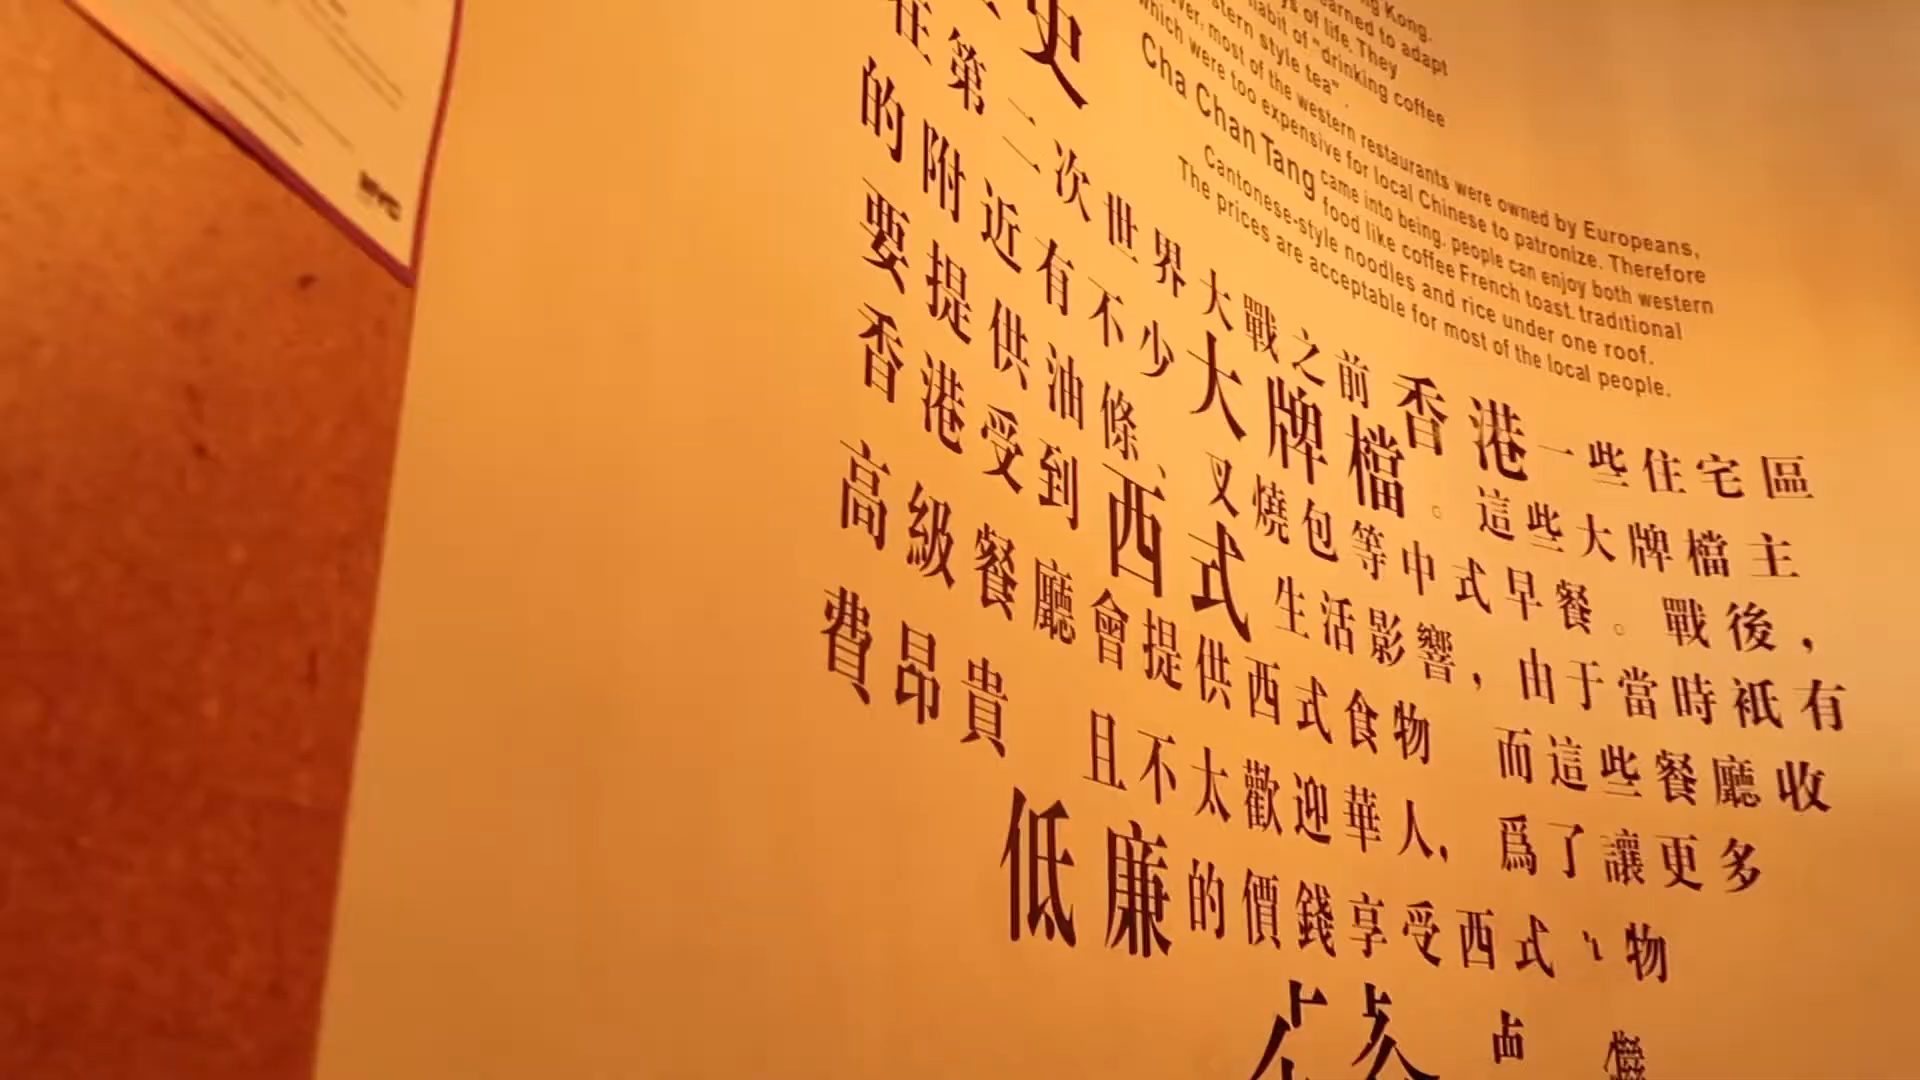 Kong.
to adapt
of life. They
habit of "drinking coffee
style tea" .
most of the western restaurants were owned by Europeans,
which were too expensive for local Chinese to patronize. Therefore
Cha Chan Tang came into being. people can enjoy both western
food like coffee French toast. traditional
Cantonese-style noodles and rice under one roof.
The prices are acceptable for most of the local people.
史
在第二次世界大戰之前香港一些住宅區
的附近有不少大牌檔。這些大牌檔主
要提供油條、叉燒包等中式早餐。戰後,
香港受到西式生活影響,由于當時衹有
高級餐廳會提供西式食物 而這些餐廳收
費昂貴 且不太歡迎華人, 爲了讓更多
低廉的價錢享受西式 物